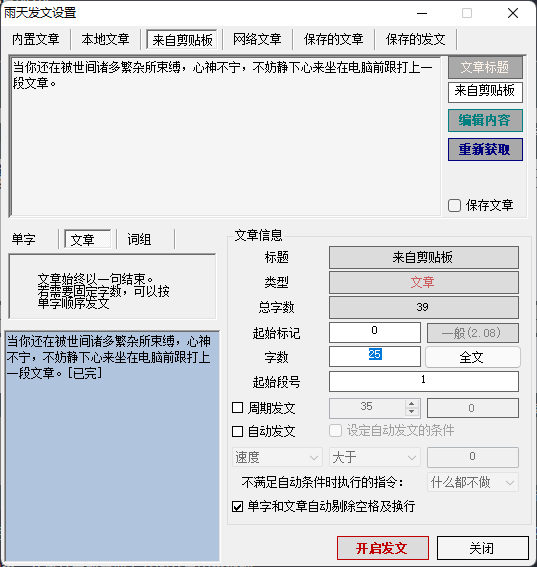 雨天发文设置
内置文章 本地文章 来自剪贴板 网络文章 保存的文章 保存的发文
当你还在被世间诸多繁杂所束缚，心神不宁，不妨静下心来坐在电脑前跟打上一
段文章。
文章标题
来自剪贴板
编辑内容
重新获取
保存文章
单字 文章 词组
文章始终以一句结束。
若需要固定字数，可以按
单字顺序发文
当你还在被世间诸多繁杂所束缚，心神
不宁，不妨静下心来坐在电脑前跟打上
一段文章。[已完]
文章信息
标题 来自剪贴板
类型 文章
总字数 39
起始标记 0 一般(2.08)
字数 25 全文
起始段号 1
周期发文 35 0
自动发文 设定自动发文的条件
速度 大于 0
不满足自动条件时执行的指令： 什么都不做
单字和文章自动剔除空格及换行
开启发文 关闭